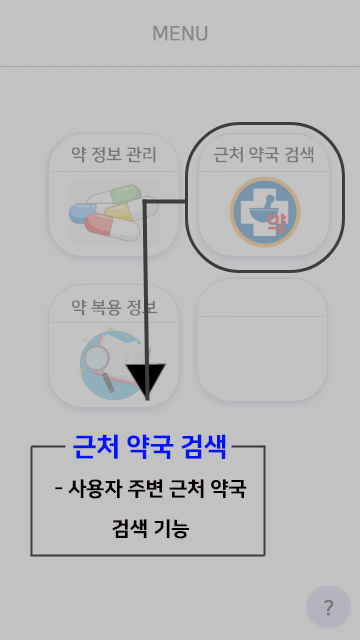 MENU
약 정보 관리
근처 약국 검색
약
약 복용 정보
근처 약국 검색
- 사용자 주변 근처 약국
검색 기능
?